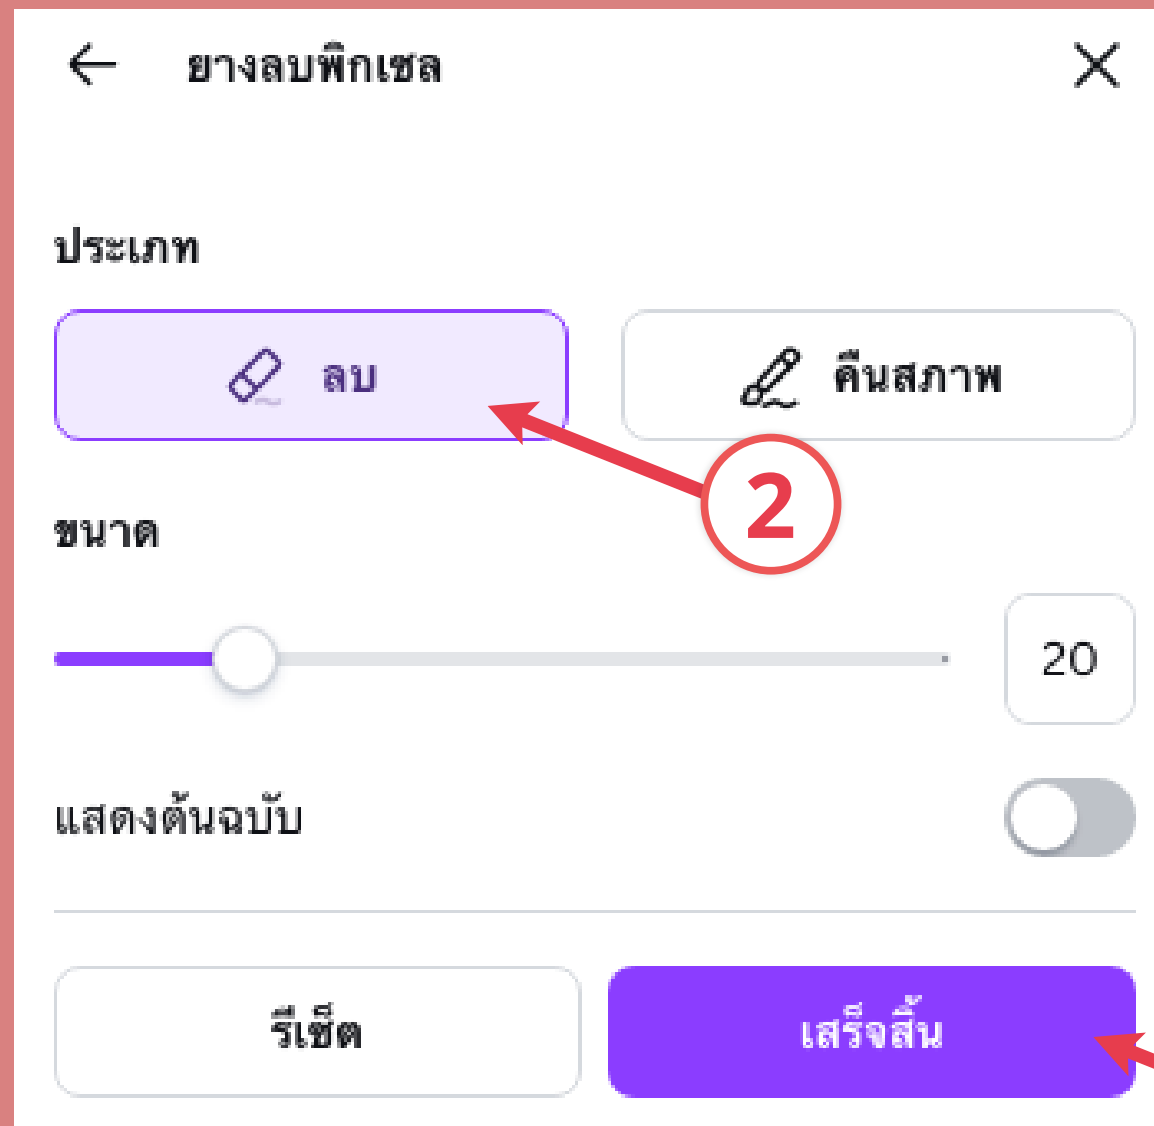 ยางลบพิกเซล
ประเภท
ลบ คืนสภาพ
2
ขนาด
20
แสดงต้นฉบับ
รีเซ็ต เสร็จสิ้น